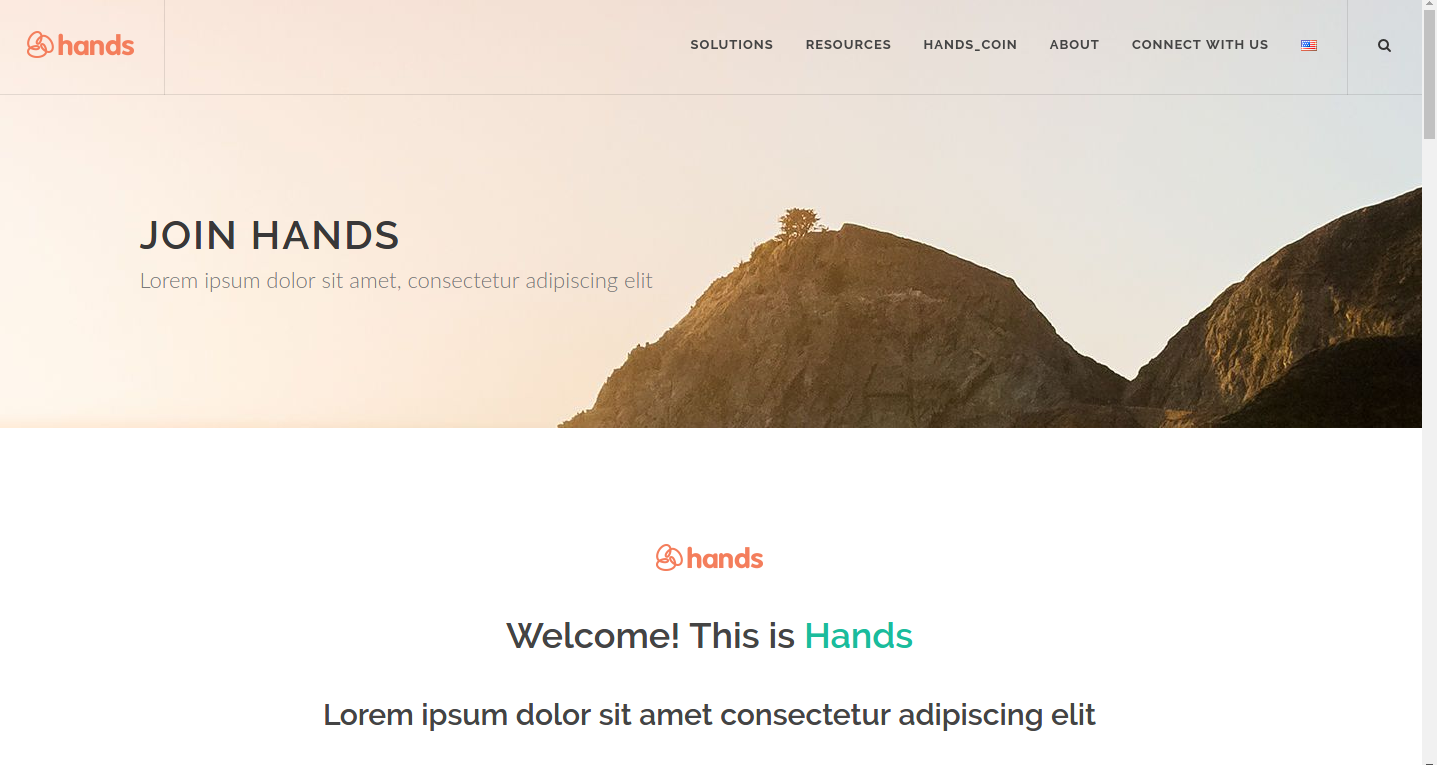 hands
SOLUTIONS RESOURCES HANDS_COIN ABOUT CONNECT WITH US
JOIN HANDS
Lorem ipsum dolor sit amet, consectetur adipiscing elit
hands
Welcome! This is Hands
Lorem ipsum dolor sit amet consectetur adipiscing elit